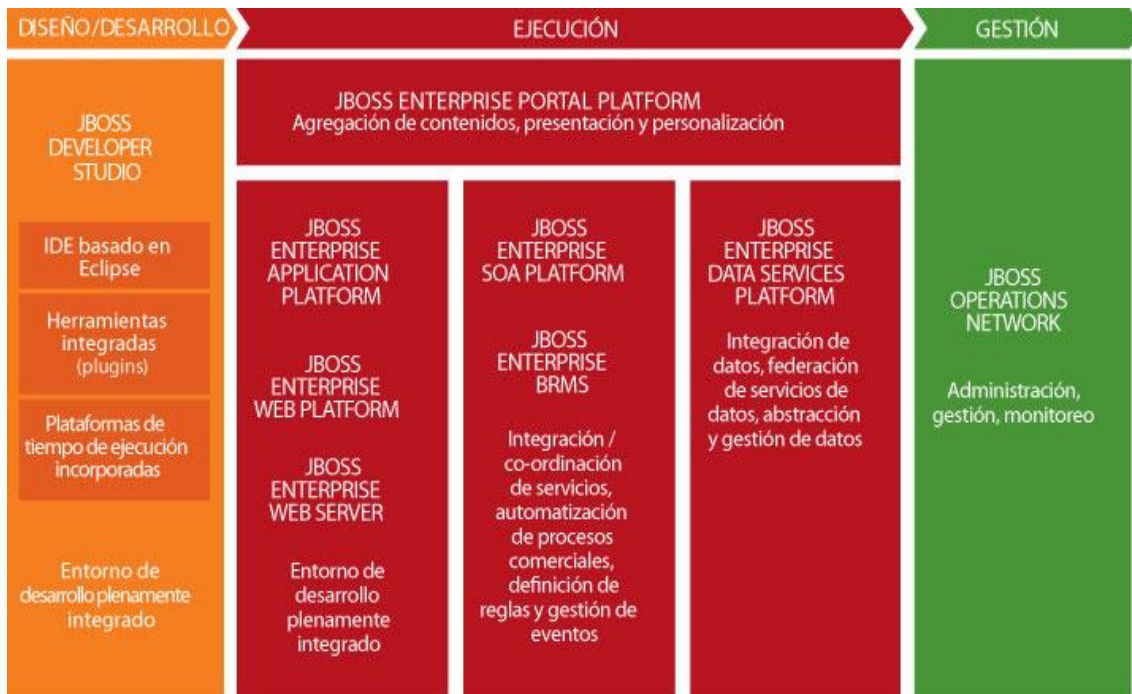 DISEÑO/DESARROLLO
EJECUCIÓN
GESTIÓN
JBOSS
DEVELOPER
STUDIO
IDE basado en
Eclipse
Herramientas
integradas
(plugins)
Plataformas de
tiempo de ejecución
incorporadas
Entorno de
desarrollo plenamente
integrado
JBOSS ENTERPRISE PORTAL PLATFORM
Agregación de contenidos, presentación y personalización
JBOSS
ENTERPRISE
APPLICATION
PLATFORM
JBOSS
ENTERPRISE
WEB PLATFORM
JBOSS
ENTERPRISE
WEB SERVER
Entorno de
desarrollo
plenamente
integrado
JBOSS
ENTERPRISE
SOA PLATFORM
JBOSS
ENTERPRISE
BRMS
Integración /
co-ordinación
de servicios,
automatización
de procesos
comerciales,
definición de
reglas y gestión de
eventos
JBOSS
ENTERPRISE
DATA SERVICES
PLATFORM
Integración de
datos, federación
de servicios de
datos, abstracción
y gestión de datos
JBOSS
OPERATIONS
NETWORK
Administración,
gestión, monitoreo